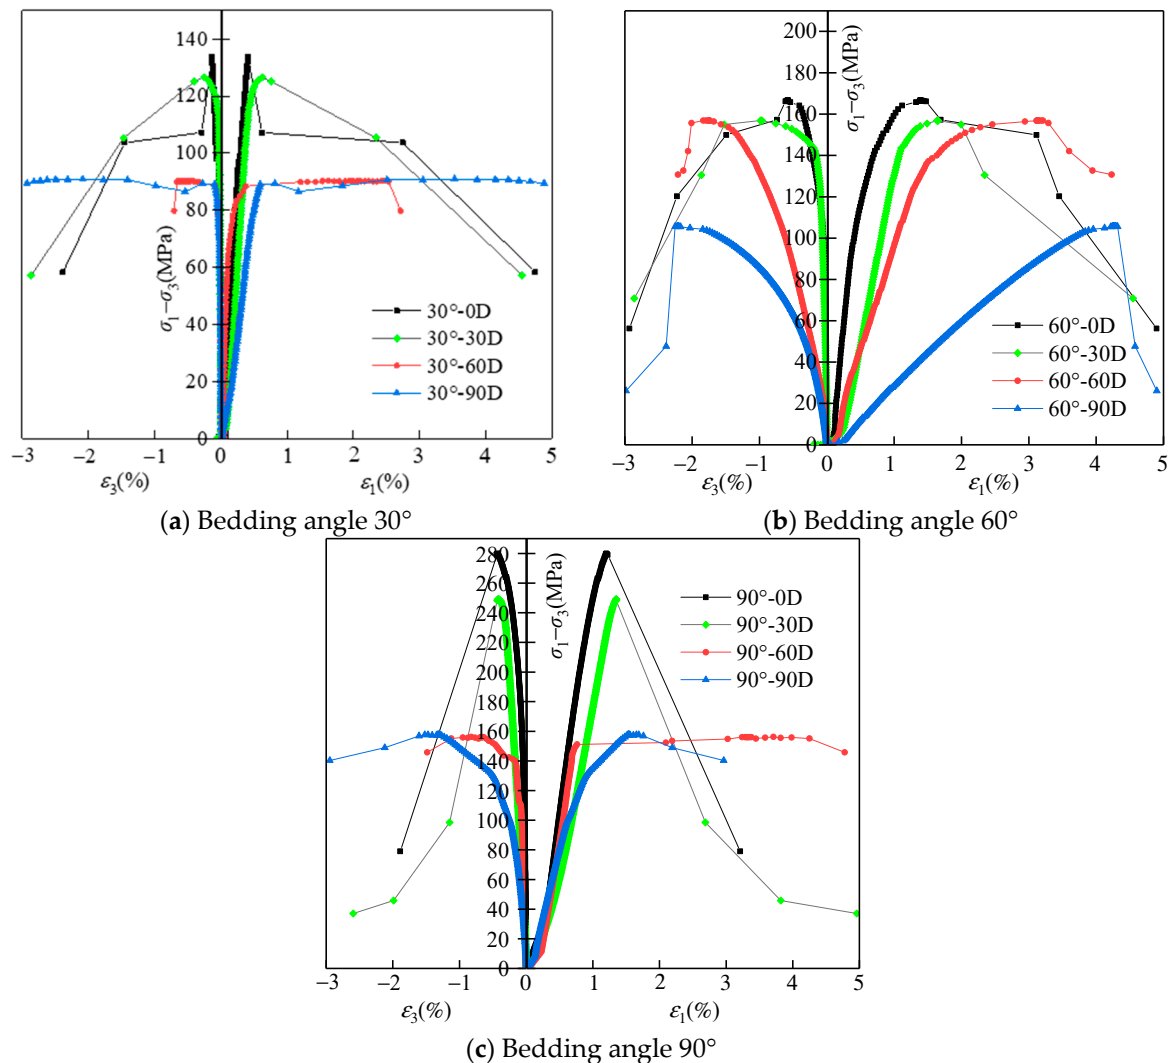 140
120
100
80
60
40
20
0
σ1−σ3(MPa)
30°-0D
30°-30D
30°-60D
30°-90D
−3 −2 −1 0 1 2 3 4 5
ε3(%) ε1(%)
(a) Bedding angle 30°
200
180
160
140
120
100
80
60
40
20
0
σ1−σ3(MPa)
60°-0D
60°-30D
60°-60D
60°-90D
−3 −2 −1 0 1 2 3 4 5
ε3(%) ε1(%)
(b) Bedding angle 60°
280
260
240
220
200
180
160
140
120
100
80
60
40
20
0
σ1−σ3(MPa)
90°-0D
90°-30D
90°-60D
90°-90D
−3 −2 −1 0 1 2 3 4 5
ε3(%) ε1(%)
(c) Bedding angle 90°